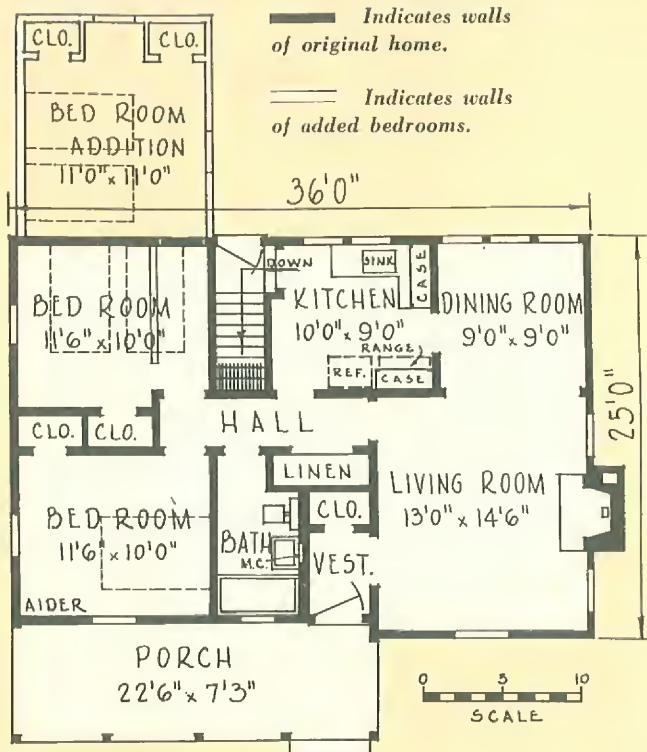 Indicates walls
of original home.
Indicates walls
of added bedrooms.
CLO. CLO.
BED ROOM
ADDITION
11'0" x 11'0"
36'0"
DOWN
SINK
CASE
BED ROOM
11'6" x 10'0"
KITCHEN
10'0" x 9'0"
DINING ROOM
9'0" x 9'0"
RANGE
REF.
CASE
25'0"
CLO. CLO.
HALL
LINEN
LIVING ROOM
13'0" x 14'6"
CLO.
BED ROOM
11'6 x 10'0"
BATH
M.C.
VEST.
AIDER
PORCH
22'6" x 7'3"
0 5 10
SCALE